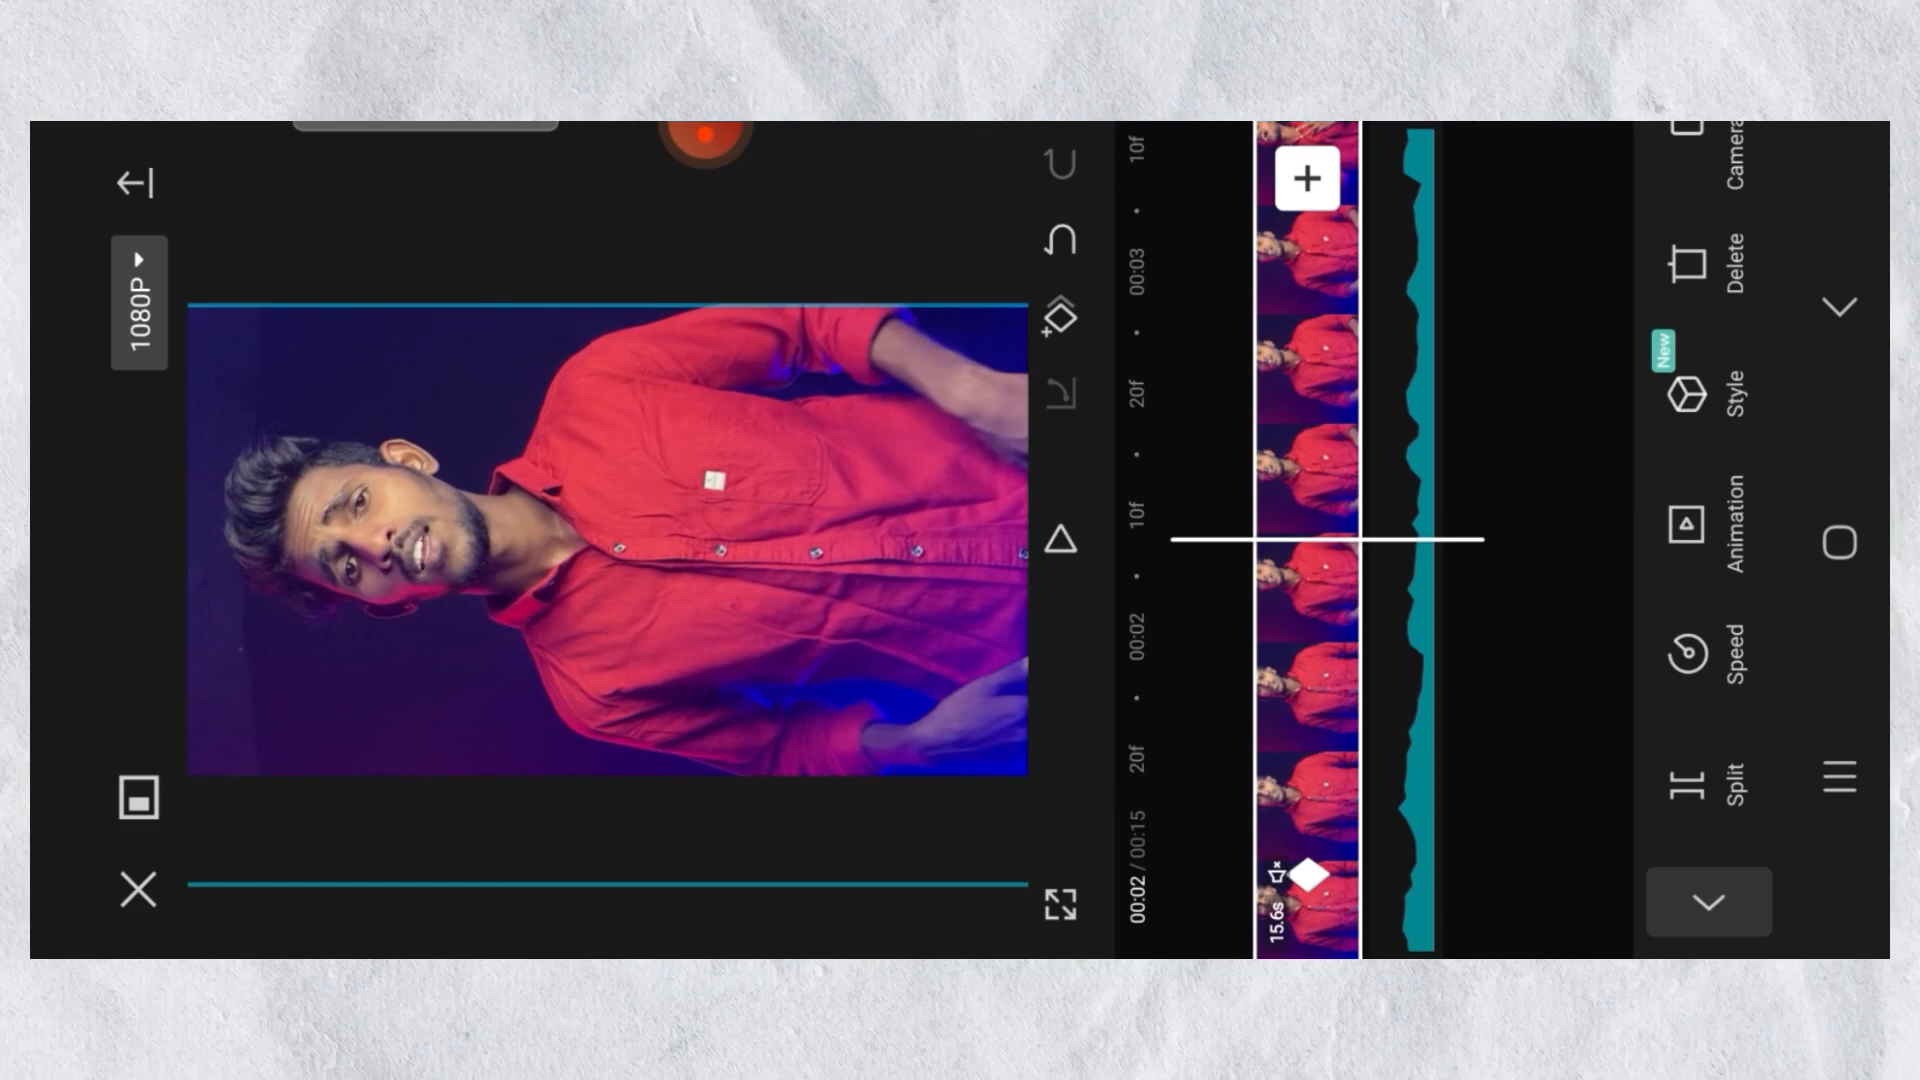 1080P
00:02 / 00:15
20f
00:02
10f
20f
00:03
10f
15.6s
Split
Speed
Animation
Style
New
Delete
Camera